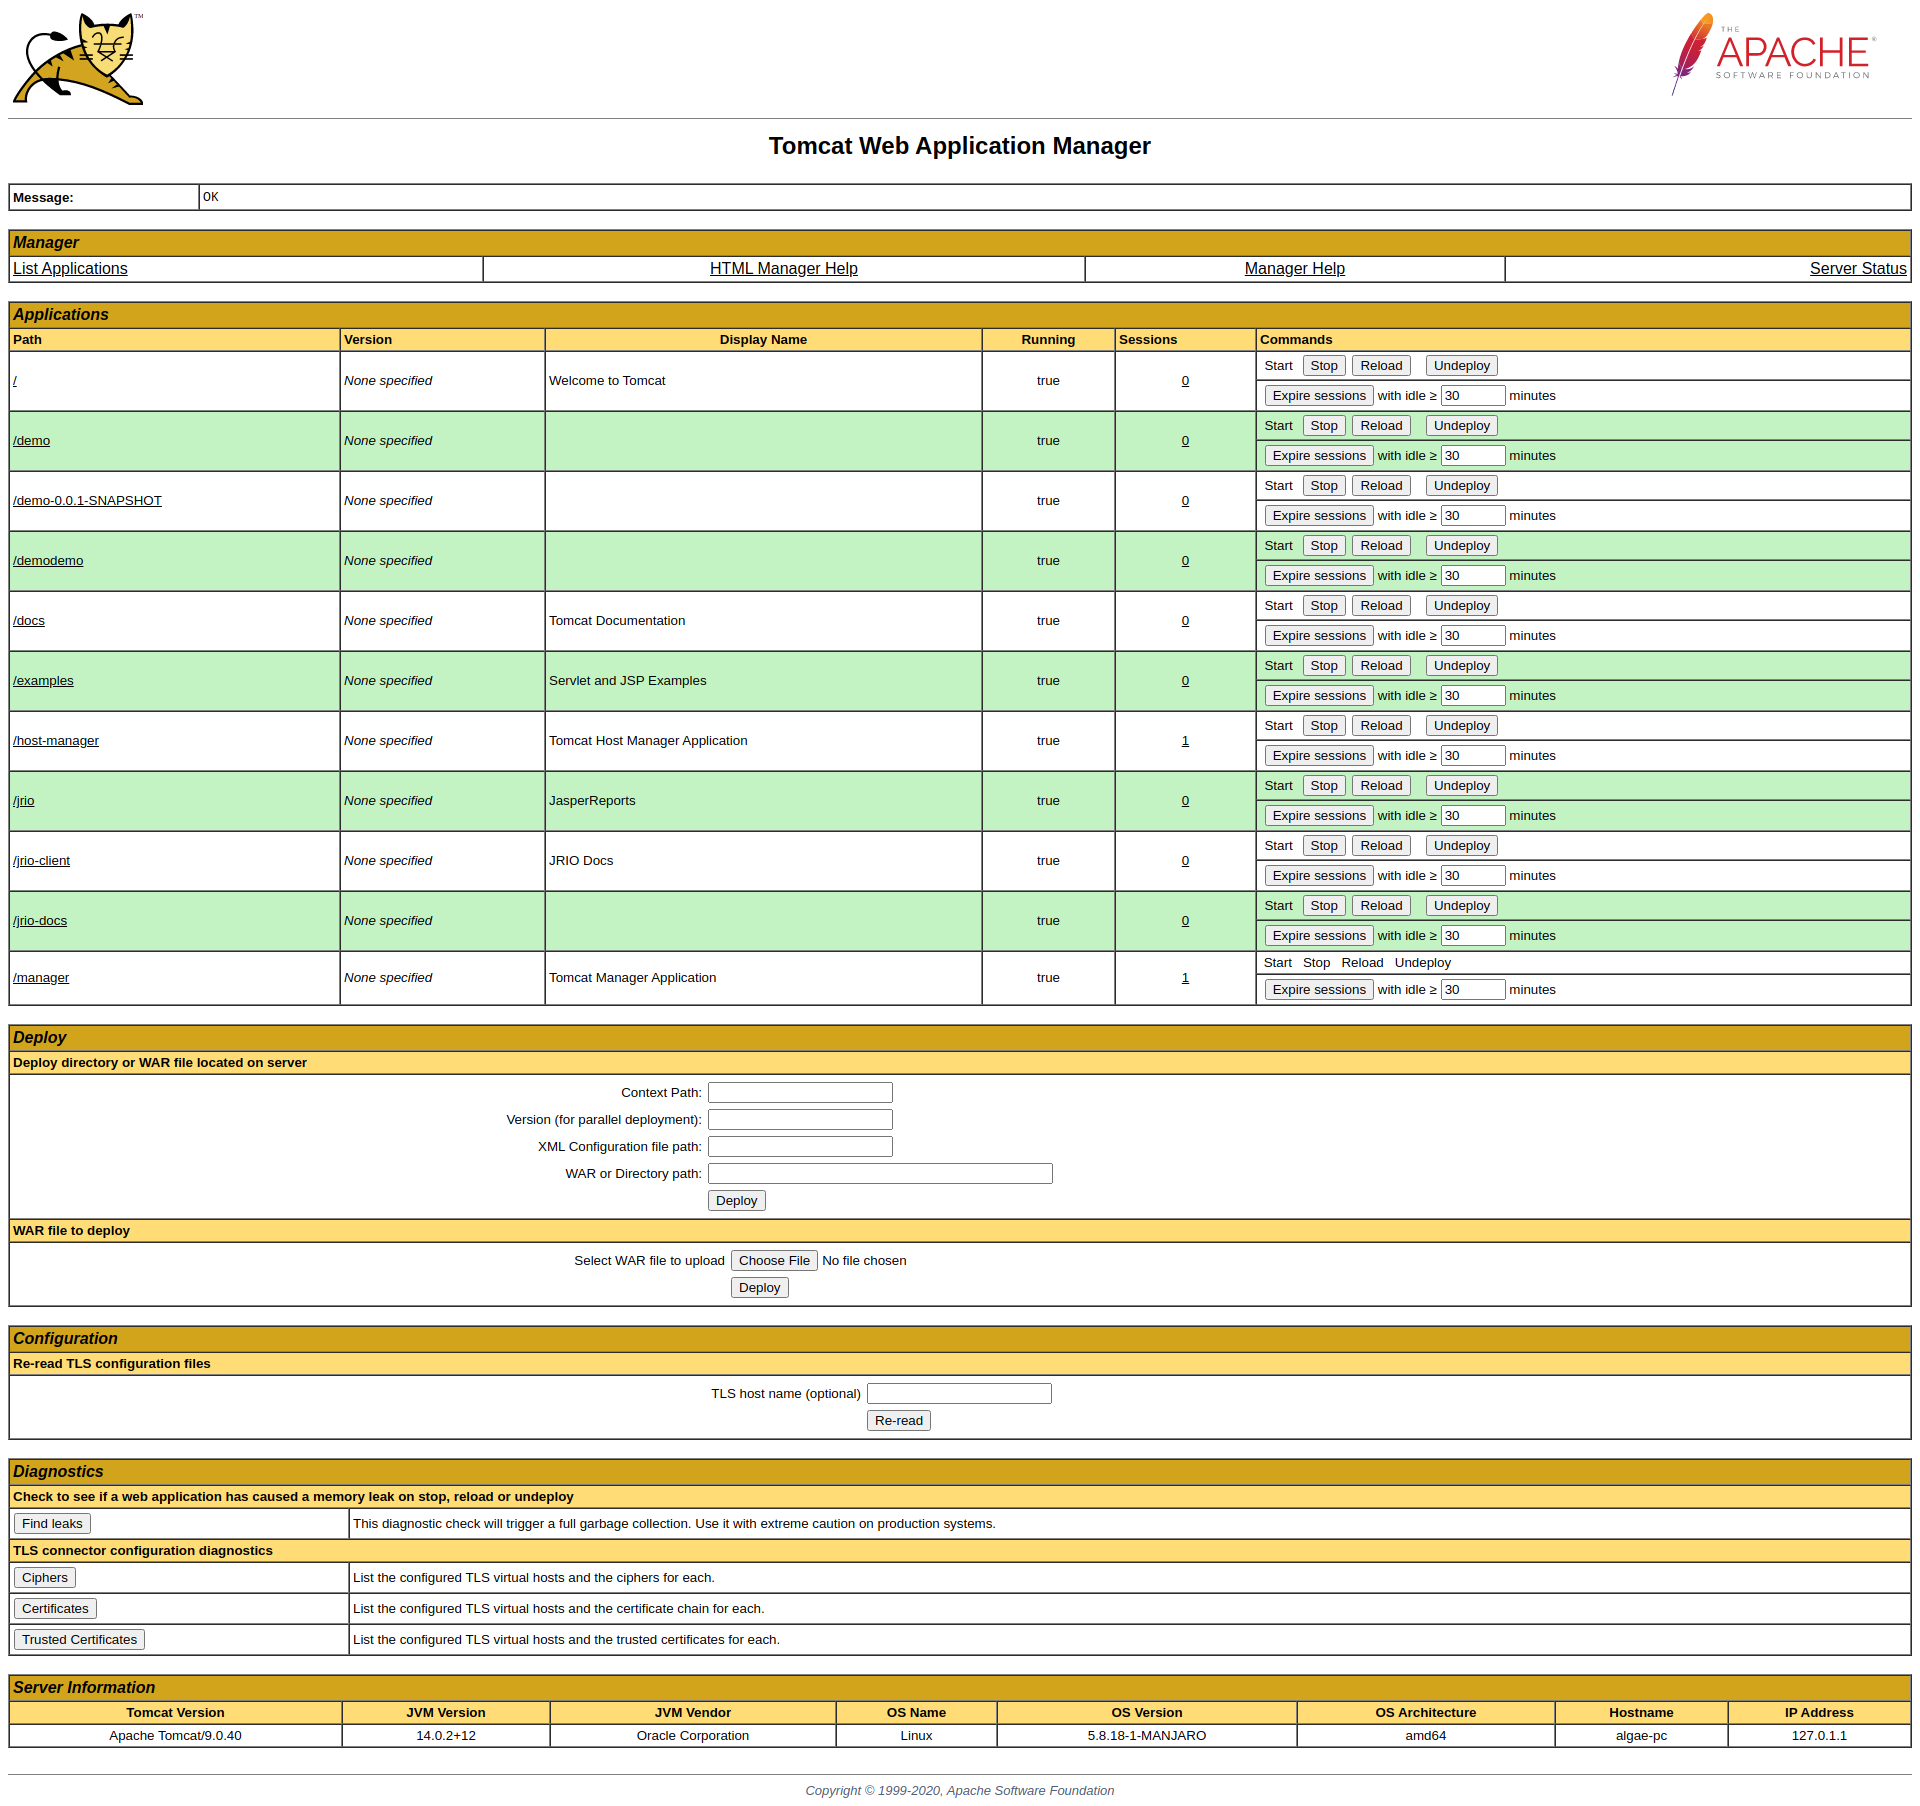 TM
THE
APACHE®
SOFTWARE FOUNDATION
Tomcat Web Application Manager
Message: OK
Manager
List Applications HTML Manager Help Manager Help Server Status
Applications
Path Version Display Name Running Sessions Commands
/ None specified Welcome to Tomcat true 0 Start Stop Reload Undeploy
Expire sessions with idle ≥ 30 minutes
/demo None specified true 0 Start Stop Reload Undeploy
Expire sessions with idle ≥ 30 minutes
/demo-0.0.1-SNAPSHOT None specified true 0 Start Stop Reload Undeploy
Expire sessions with idle ≥ 30 minutes
/demodemo None specified true 0 Start Stop Reload Undeploy
Expire sessions with idle ≥ 30 minutes
/docs None specified Tomcat Documentation true 0 Start Stop Reload Undeploy
Expire sessions with idle ≥ 30 minutes
/examples None specified Servlet and JSP Examples true 0 Start Stop Reload Undeploy
Expire sessions with idle ≥ 30 minutes
/host-manager None specified Tomcat Host Manager Application true 1 Start Stop Reload Undeploy
Expire sessions with idle ≥ 30 minutes
/jrio None specified JasperReports true 0 Start Stop Reload Undeploy
Expire sessions with idle ≥ 30 minutes
/jrio-client None specified JRIO Docs true 0 Start Stop Reload Undeploy
Expire sessions with idle ≥ 30 minutes
/jrio-docs None specified true 0 Start Stop Reload Undeploy
Expire sessions with idle ≥ 30 minutes
/manager None specified Tomcat Manager Application true 1 Start Stop Reload Undeploy
Expire sessions with idle ≥ 30 minutes
Deploy
Deploy directory or WAR file located on server
Context Path:
Version (for parallel deployment):
XML Configuration file path:
WAR or Directory path:
Deploy
WAR file to deploy
Select WAR file to upload Choose File No file chosen
Deploy
Configuration
Re-read TLS configuration files
TLS host name (optional)
Re-read
Diagnostics
Check to see if a web application has caused a memory leak on stop, reload or undeploy
Find leaks This diagnostic check will trigger a full garbage collection. Use it with extreme caution on production systems.
TLS connector configuration diagnostics
Ciphers List the configured TLS virtual hosts and the ciphers for each.
Certificates List the configured TLS virtual hosts and the certificate chain for each.
Trusted Certificates List the configured TLS virtual hosts and the trusted certificates for each.
Server Information
Tomcat Version JVM Version JVM Vendor OS Name OS Version OS Architecture Hostname IP Address
Apache Tomcat/9.0.40 14.0.2+12 Oracle Corporation Linux 5.8.18-1-MANJARO amd64 algae-pc 127.0.1.1
Copyright © 1999-2020, Apache Software Foundation